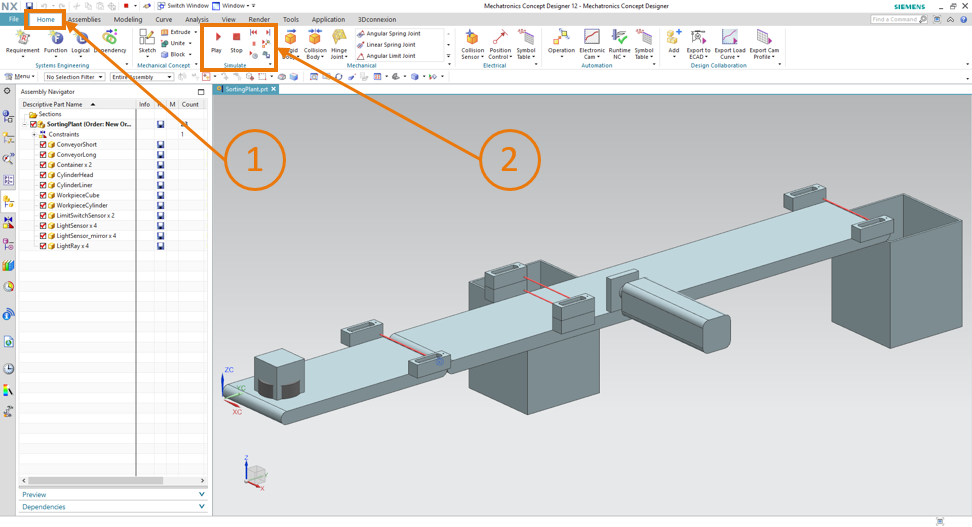 NX
Switch Window
Window
Mechatronics Concept Designer 12 - Mechatronics Concept Designer
SIEMENS
File
Home
Assemblies
Modeling
Curve
Analysis
View
Render
Tools
Application
3Dconnexion
Find a Command
Requirement
Function
Logical
Dependency
Systems Engineering
Sketch
Extrude
Unite
Block
Mechanical Concept
Play
Stop
Simulate
Body
Collision
Body
Hinge
Joint
Angular Spring Joint
Linear Spring Joint
Angular Limit Joint
Mechanical
Collision
Sensor
Position
Control
Symbol
Table
Electrical
Operation
Electronic
Cam
Runtime
NC
Symbol
Table
Automation
Add
Export to
ECAD
Export Load
Curve
Export Cam
Profile
Design Collaboration
Menu
No Selection Filter
Entire Assembly
Assembly Navigator
SortingPlant.prt
Descriptive Part Name
Info
M
Count
Sections
SortingPlant (Order: New Or...
Constraints
1
ConveyorShort
ConveyorLong
Container x 2
CylinderHead
CylinderLiner
WorkpieceCube
WorkpieceCylinder
LimitSwitchSensor x 2
LightSensor x 4
LightSensor_mirror x 4
LightRay x 4
1
2
ZC
YC
XC
Z
Y
X
Preview
Dependencies